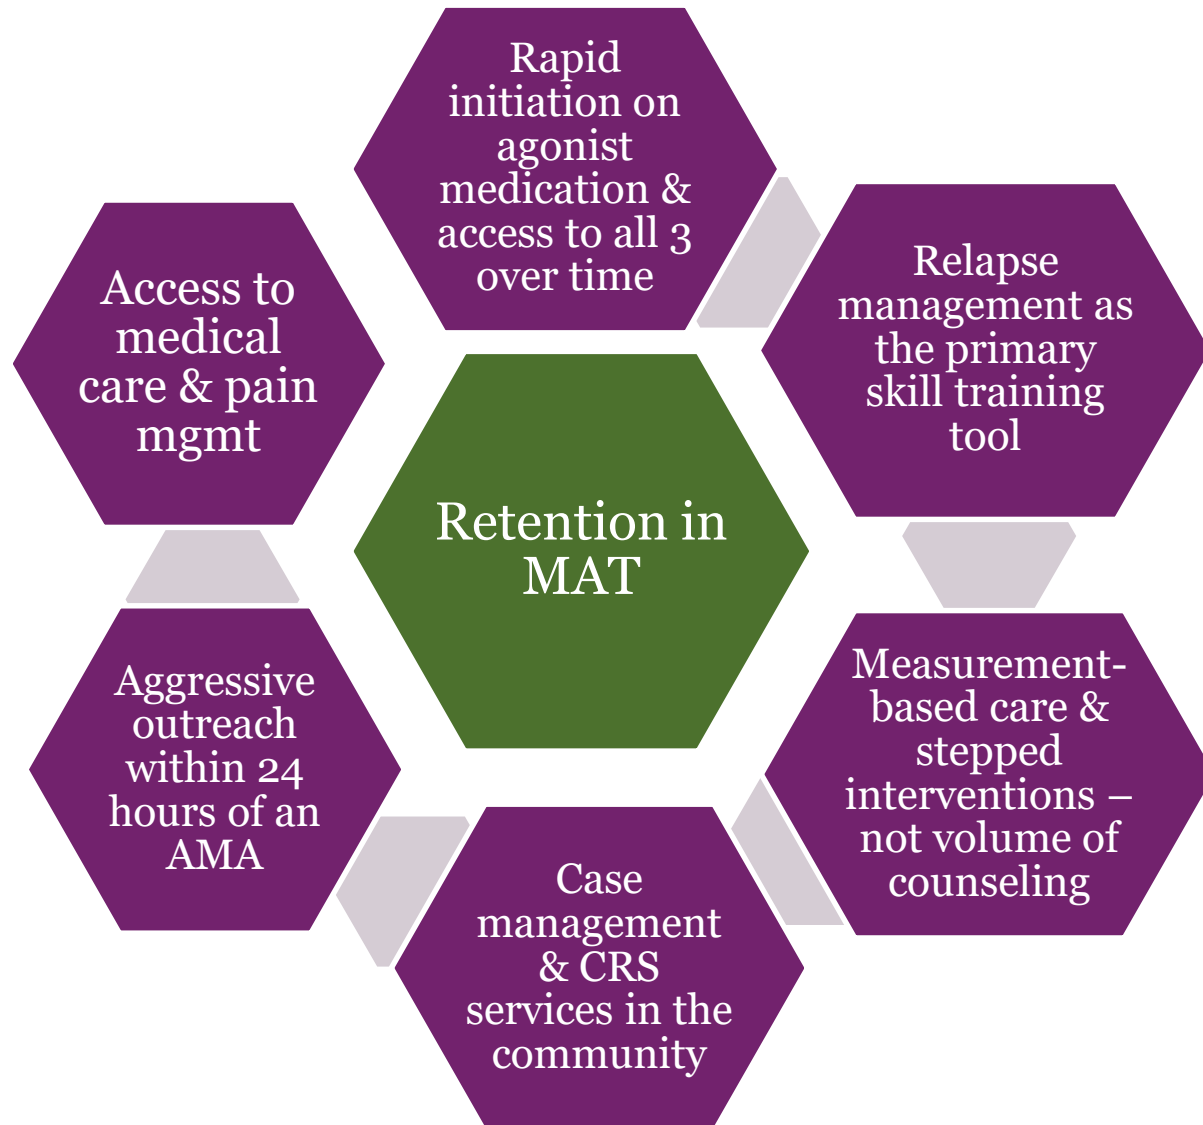 Rapid
initiation on
agonist
medication &
access to all 3
over time
Relapse
management as
the primary
skill training
tool
Measurement-
based care &
stepped
interventions –
not volume of
counseling
Case
management
& CRS
services in the
community
Aggressive
outreach
within 24
hours of an
AMA
Access to
medical
care & pain
mgmt
Retention in
MAT